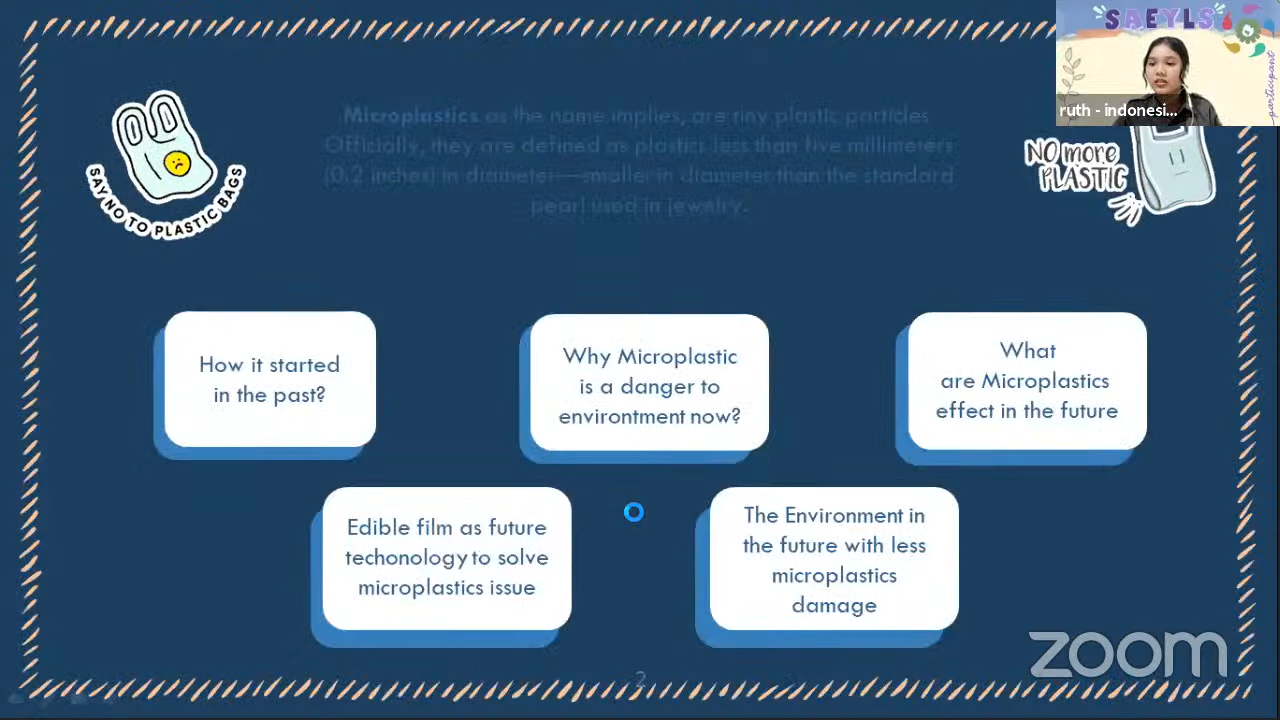 SAEYLS
participant
ruth - indonesi...
Microplastics as the name implies, are tiny plastic particles
Officially, they are defined as plastics less than five millimeters
(0.2 inches) in diameter—smaller in diameter than the standard
pearl used in jewelry.
SAY NO TO PLASTIC BAGS
NO more
PLASTIC
How it started
in the past?
Why Microplastic
is a danger to
environtment now?
What
are Microplastics
effect in the future
Edible film as future
techonology to solve
microplastics issue
The Environment in
the future with less
microplastics
damage
zoom
2